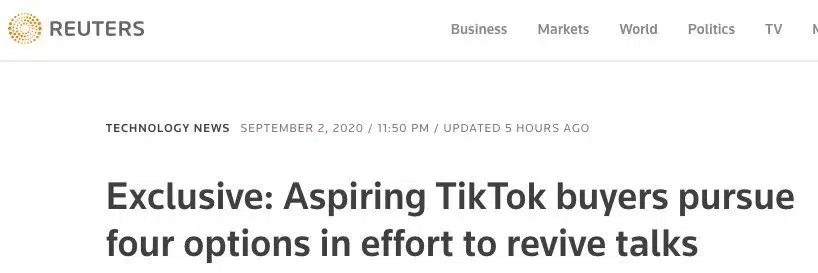 REUTERS Business Markets World Politics TV
TECHNOLOGY NEWS SEPTEMBER 2, 2020 / 11:50 PM / UPDATED 5 HOURS AGO
Exclusive: Aspiring TikTok buyers pursue
four options in effort to revive talks